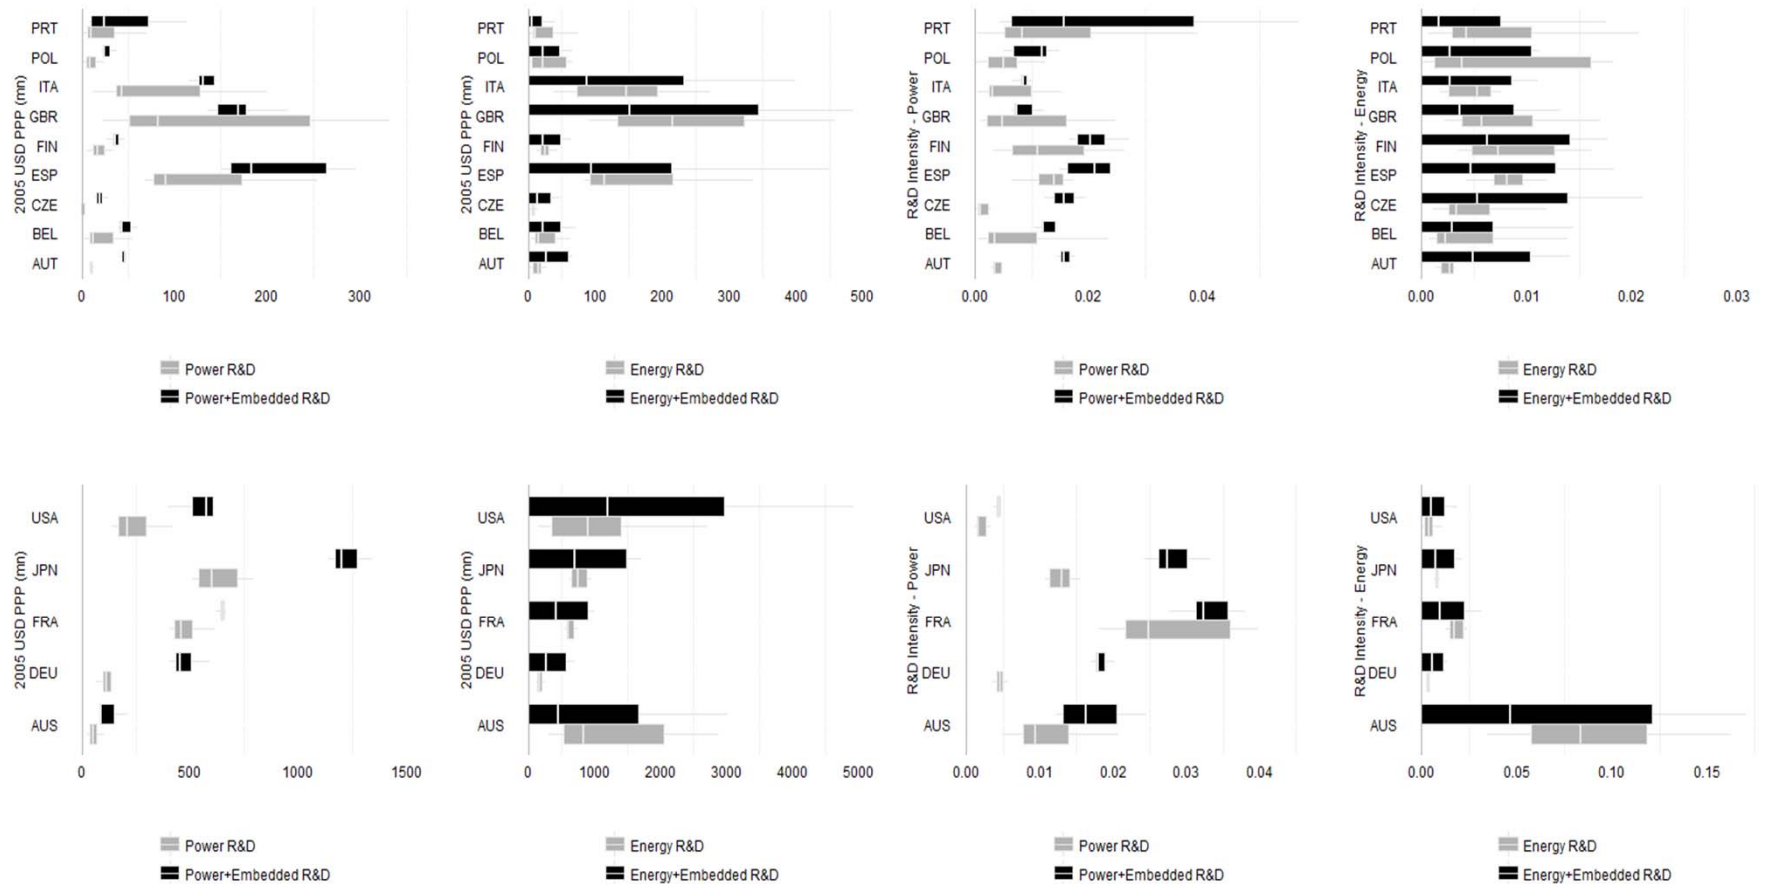 PRT
POL
ITA
GBR
FIN
ESP
CZE
BEL
AUT
2005 USD PPP (mn)
0 100 200 300
Power R&D
Power+Embedded R&D
PRT
POL
ITA
GBR
FIN
ESP
CZE
BEL
AUT
2005 USD PPP (mn)
0 100 200 300 400 500
Energy R&D
Energy+Embedded R&D
PRT
POL
ITA
GBR
FIN
ESP
CZE
BEL
AUT
R&D Intensity - Power
0.00 0.02 0.04
Power R&D
Power+Embedded R&D
PRT
POL
ITA
GBR
FIN
ESP
CZE
BEL
AUT
R&D Intensity - Energy
0.00 0.01 0.02 0.03
Energy R&D
Energy+Embedded R&D
USA
JPN
FRA
DEU
AUS
2005 USD PPP (mn)
0 500 1000 1500
Power R&D
Power+Embedded R&D
USA
JPN
FRA
DEU
AUS
2005 USD PPP (mn)
0 1000 2000 3000 4000 5000
Energy R&D
Energy+Embedded R&D
USA
JPN
FRA
DEU
AUS
R&D Intensity - Power
0.00 0.01 0.02 0.03 0.04
Power R&D
Power+Embedded R&D
USA
JPN
FRA
DEU
AUS
R&D Intensity - Energy
0.00 0.05 0.10 0.15
Energy R&D
Energy+Embedded R&D